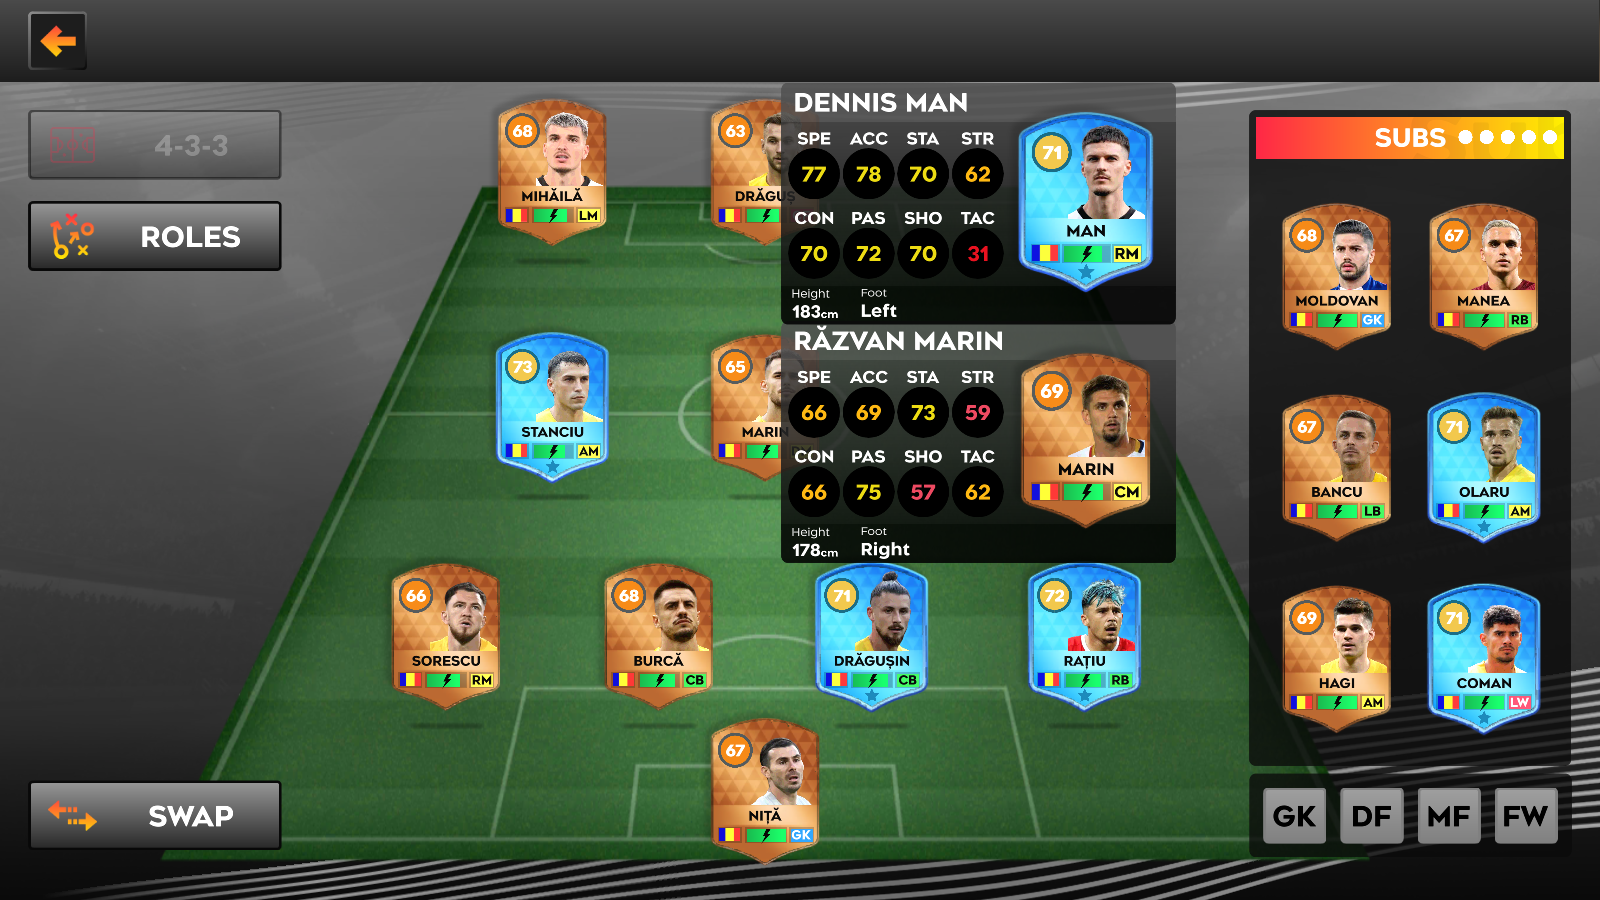 4-3-3
ROLES
SWAP
68
MIHĂILĂ
LM
63
DRĂGUȘ
DENNIS MAN
SPE ACC STA STR
77 78 70 62
CON PAS SHO TAC
70 72 70 31
Height Foot
183cm Left
71
MAN
RM
RĂZVAN MARIN
SPE ACC STA STR
66 69 73 59
CON PAS SHO TAC
66 75 57 62
Height Foot
178cm Right
69
MARIN
CM
73
STANCIU
AM
65
MARIN
66
SORESCU
RM
68
BURCĂ
CB
71
DRĂGUȘIN
CB
72
RAȚIU
RB
67
NIȚĂ
GK
SUBS
68
MOLDOVAN
GK
67
MANEA
RB
67
BANCU
LB
71
OLARU
AM
69
HAGI
AM
71
COMAN
LW
GK DF MF FW